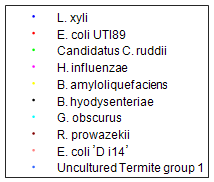 L. xyli
E. coli UTI89
Candidatus C. ruddii
H. influenzae
B. amyloliquefaciens
B. hyodysenteriae
G. obscurus
R. prowazekii
E. coli 'D i14'
Uncultured Termite group 1